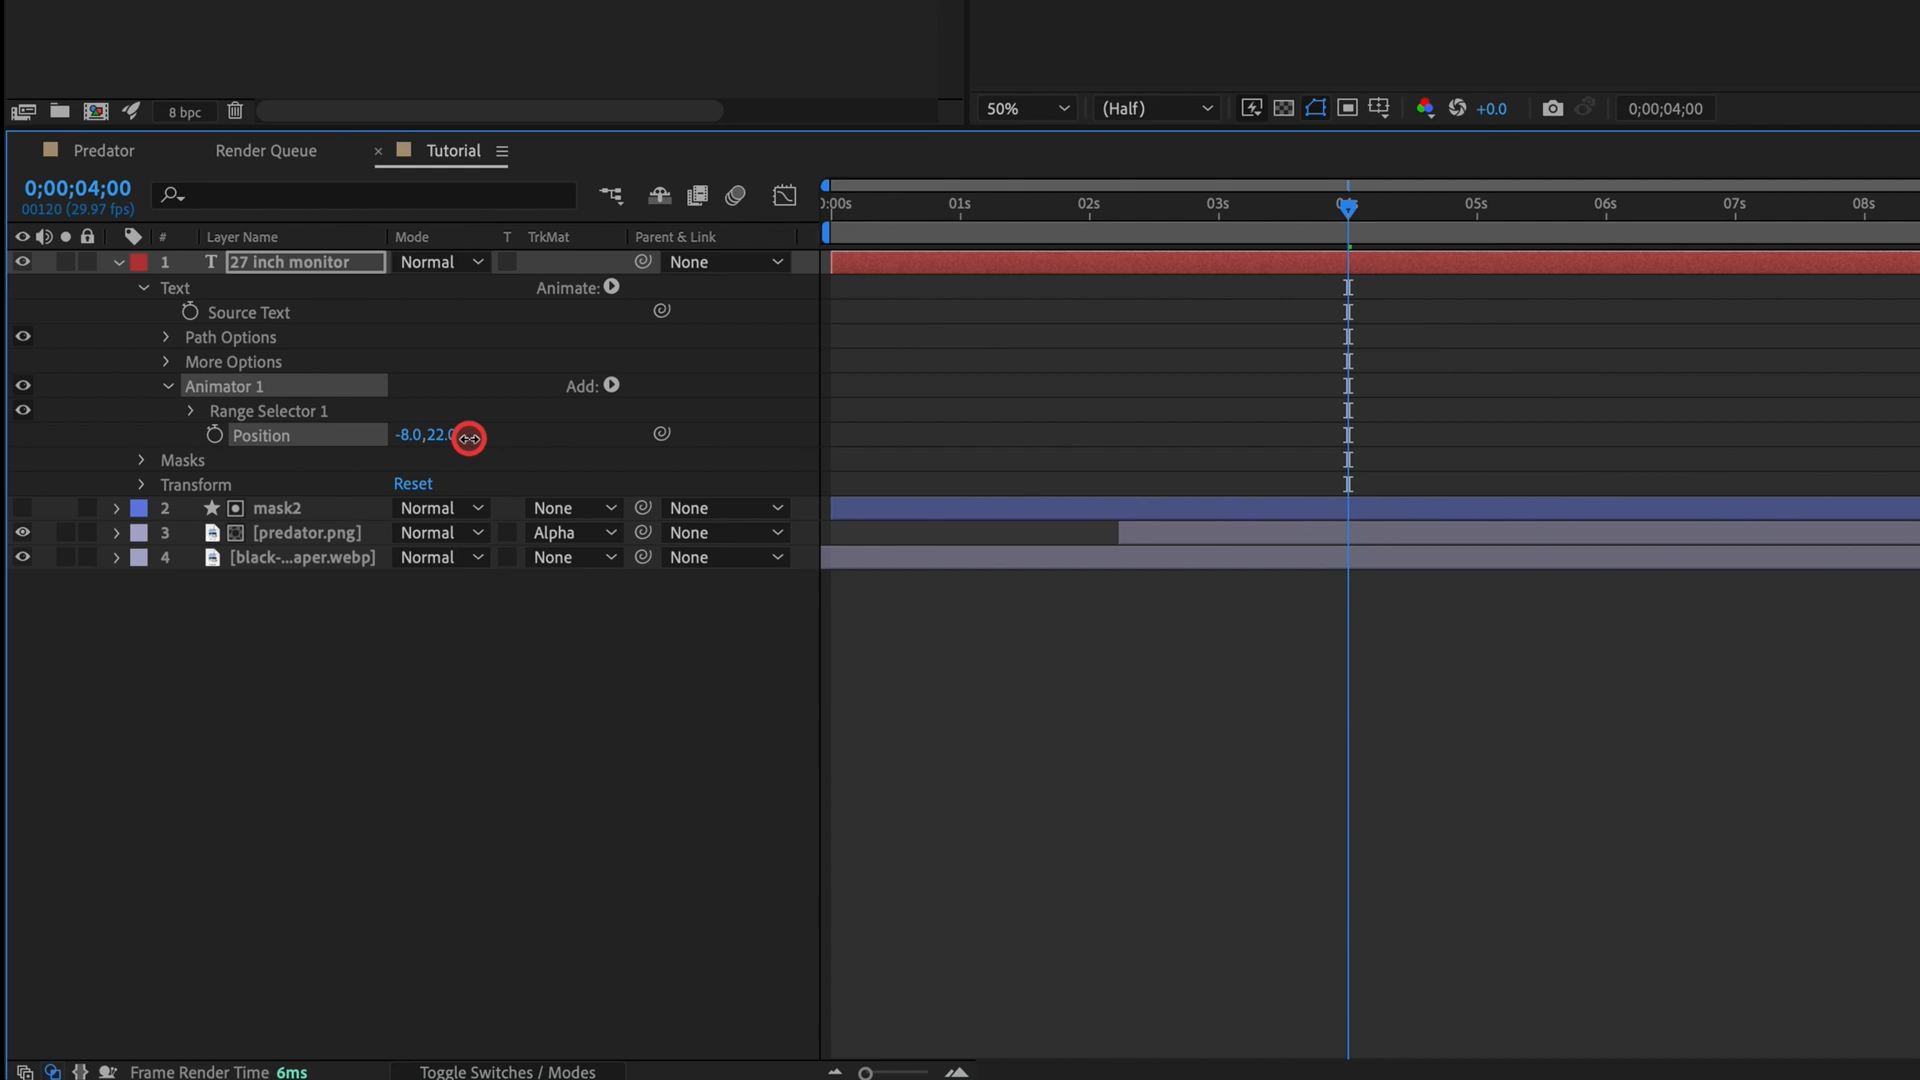 8 bpc
50%
(Half)
+0.0
0;00;04;00
Predator
Render Queue
× Tutorial
0;00;04;00
00120 (29.97 fps)
01s 02s 03s 05s 06s 07s 08s
# Layer Name Mode T TrkMat Parent & Link
1 T 27 inch monitor Normal None
Text Animate:
Source Text
Path Options
More Options
Animator 1 Add:
Range Selector 1
Position -8.0,22.0
Masks
Transform Reset
2 mask2 Normal None None
3 [predator.png] Normal Alpha None
4 [black-...aper.webp] Normal None None
Frame Render Time 6ms
Toggle Switches / Modes